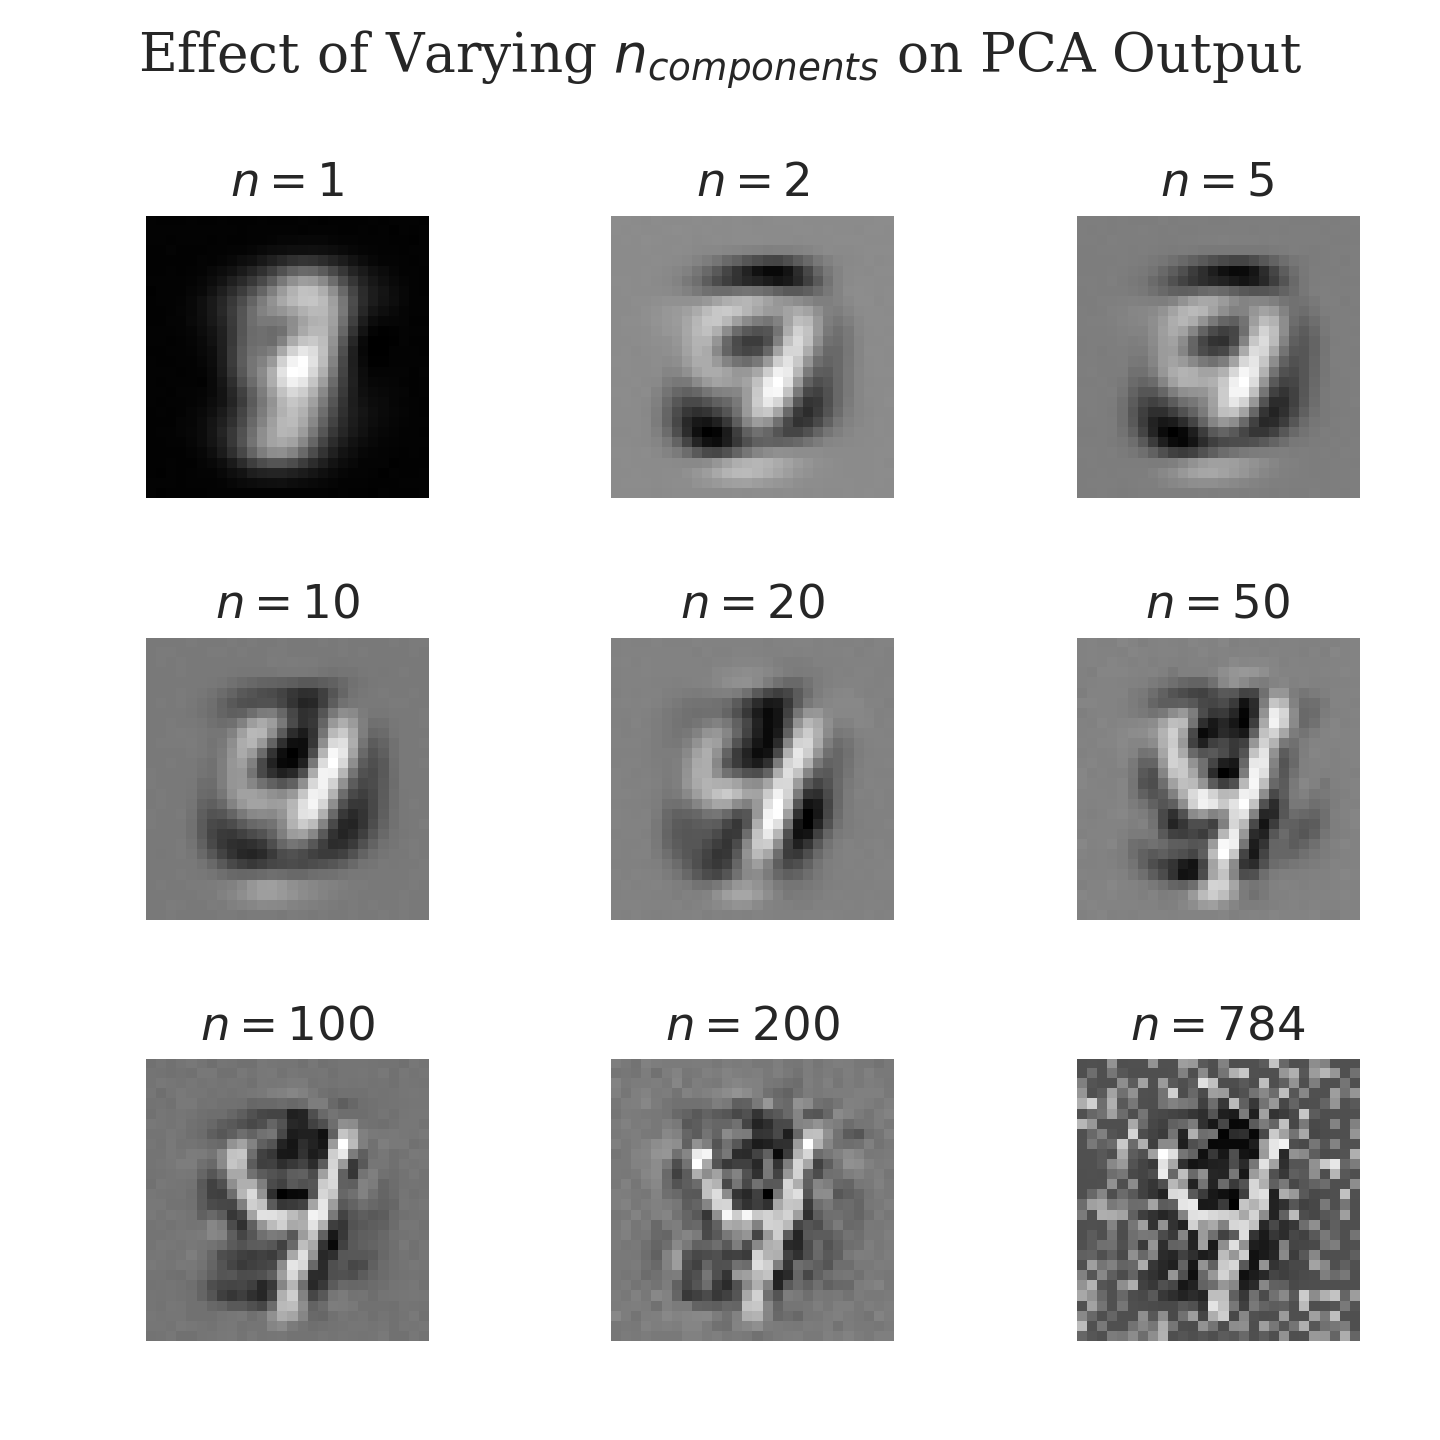 Effect of Varying n_components on PCA Output
n = 1
n = 2
n = 5
n = 10
n = 20
n = 50
n = 100
n = 200
n = 784